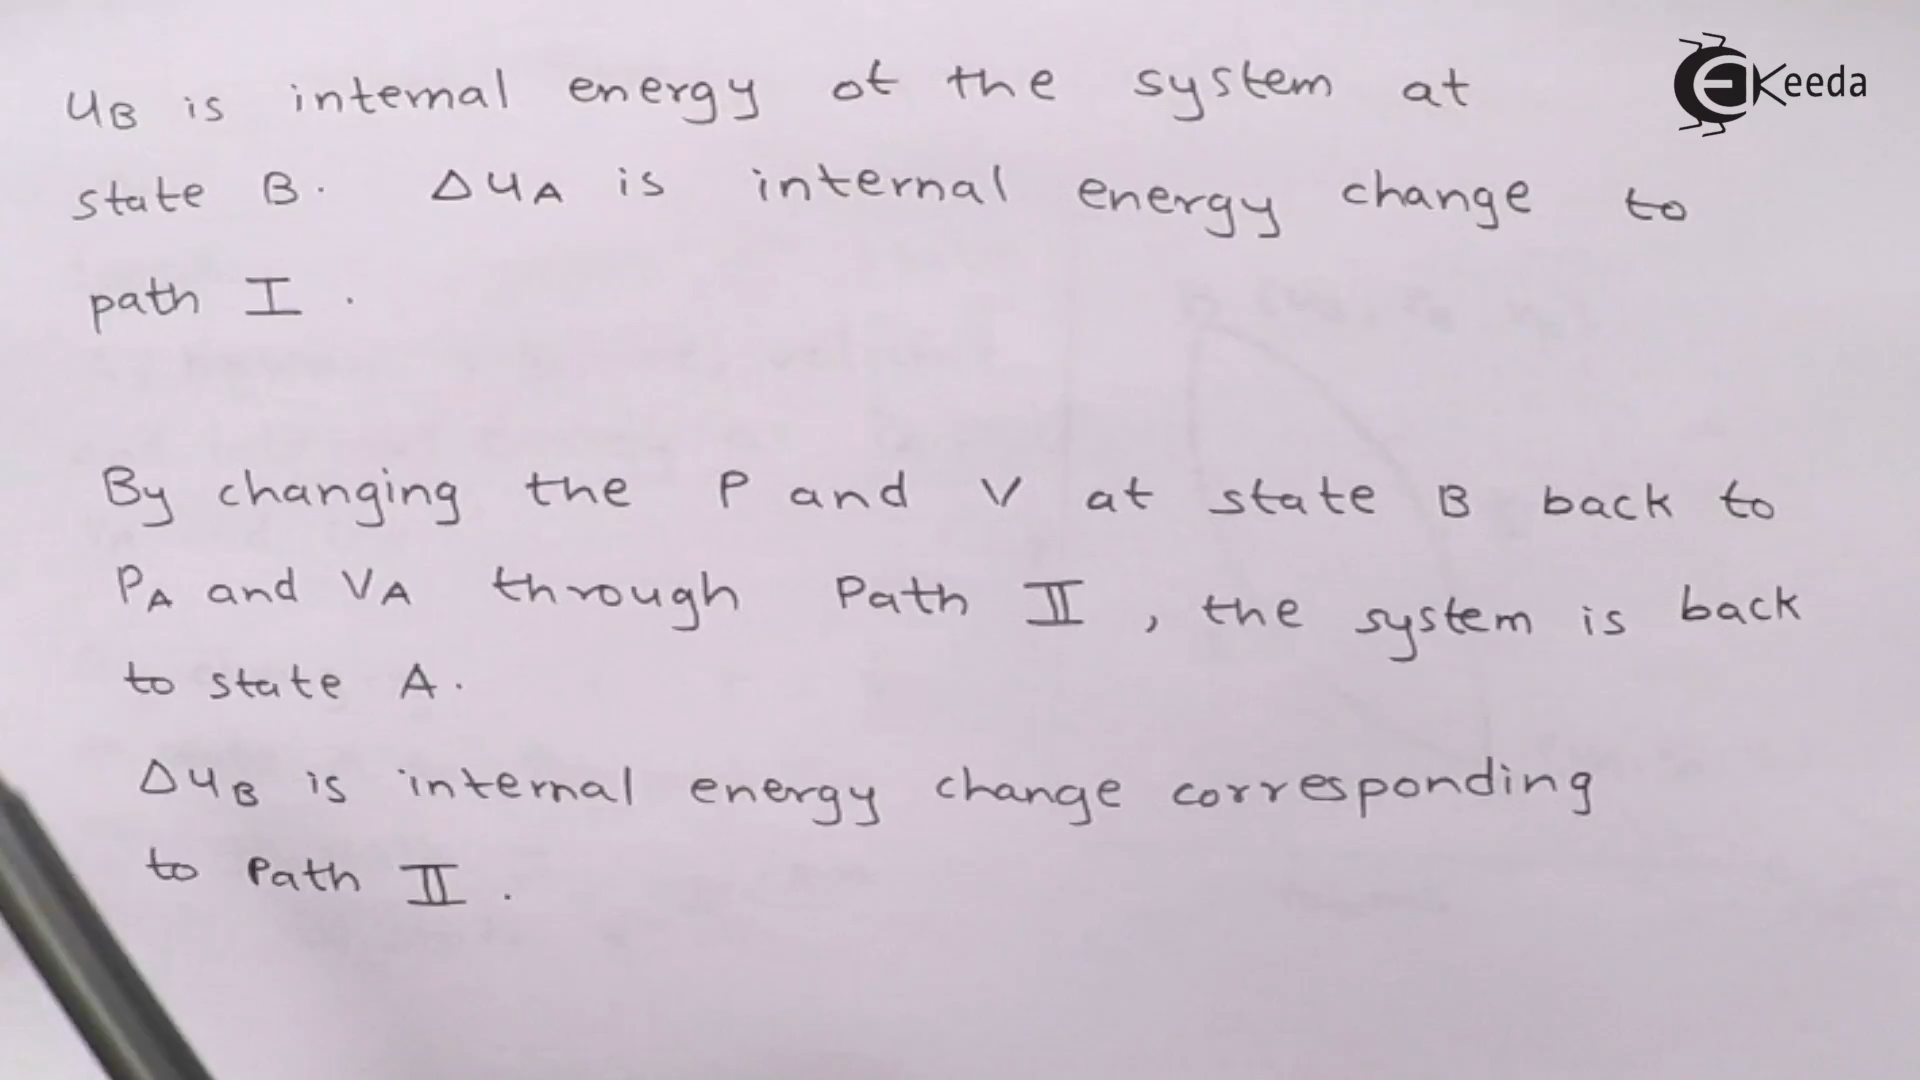 UB is internal energy of the system at
EKeeda
state B. ΔUA is internal energy change to
path I.
By changing the P and V at state B back to
PA and VA through Path II, the system is back
to state A.
ΔUB is internal energy change corresponding
to Path II.